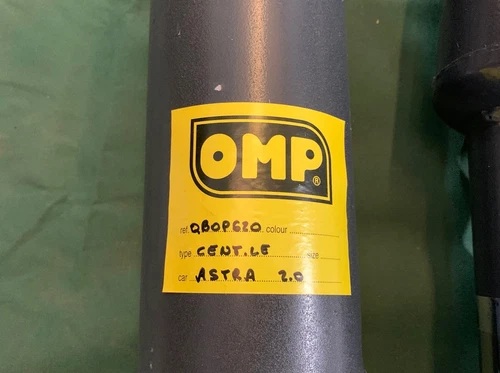 OMP®
ref. QBOP620 colour
type CENT.LE size
car ASTRA 2.0